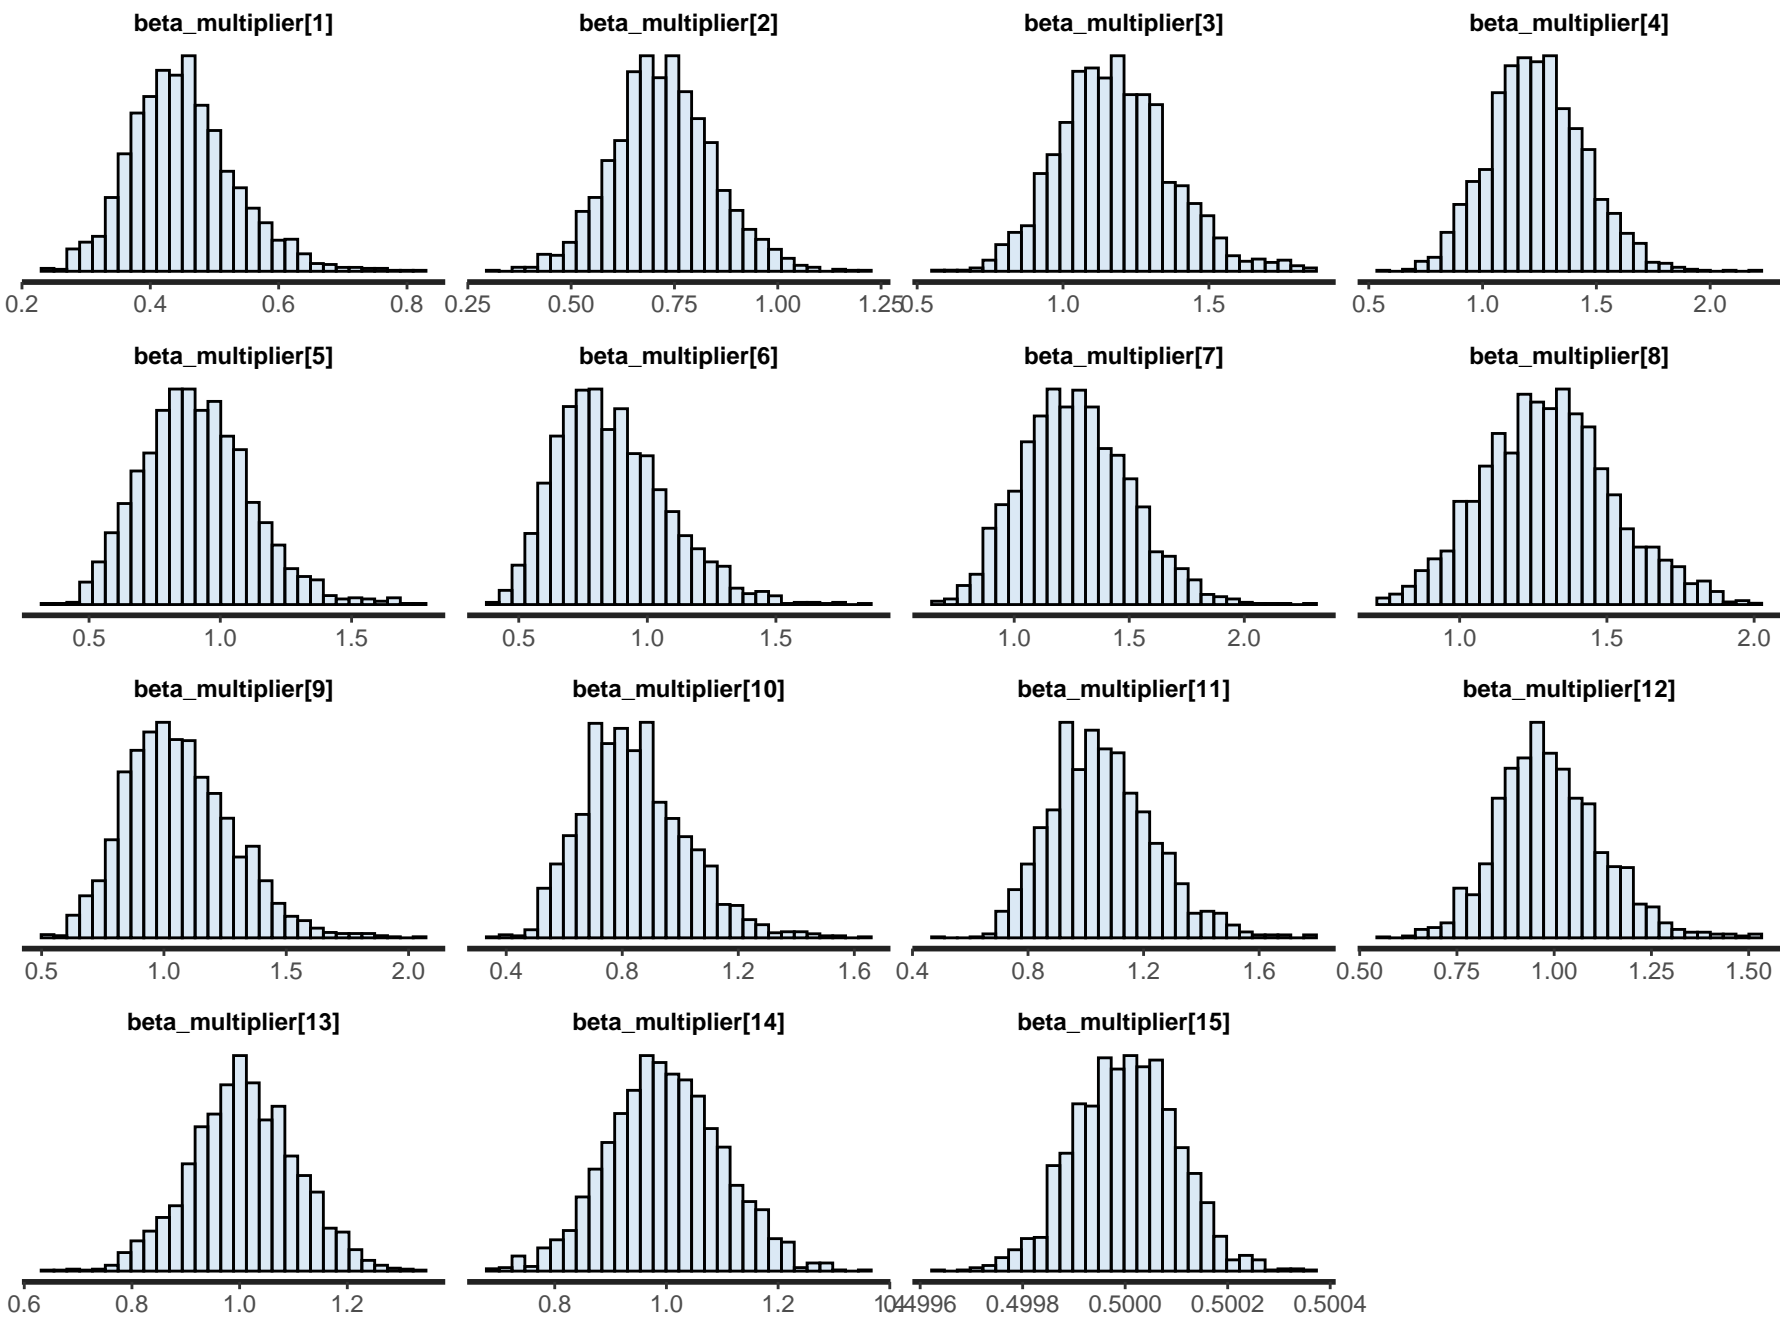 beta_multiplier[1] beta_multiplier[2] beta_multiplier[3] beta_multiplier[4]
0.2 0.4 0.6 0.8 0.25 0.50 0.75 1.00 1.25 0.5 1.0 1.5 0.5 1.0 1.5 2.0
beta_multiplier[5] beta_multiplier[6] beta_multiplier[7] beta_multiplier[8]
0.5 1.0 1.5 0.5 1.0 1.5 1.0 1.5 2.0 1.0 1.5 2.0
beta_multiplier[9] beta_multiplier[10] beta_multiplier[11] beta_multiplier[12]
0.5 1.0 1.5 2.0 0.4 0.8 1.2 1.6 0.4 0.8 1.2 1.6 0.50 0.75 1.00 1.25 1.50
beta_multiplier[13] beta_multiplier[14] beta_multiplier[15]
0.6 0.8 1.0 1.2 0.8 1.0 1.2 1.4 0.4996 0.4998 0.5000 0.5002 0.5004